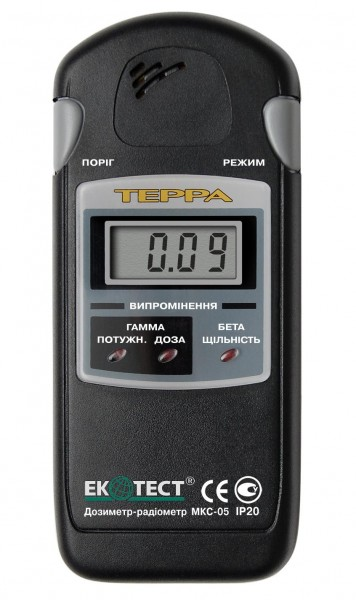 ПОРІГ РЕЖИМ
ТЕРРА
0.09
ВИПРОМІНЕННЯ
ГАММА БЕТА
ПОТУЖН. ДОЗА ЩІЛЬНІСТЬ
ЕКОТЕСТ® CE
Дозиметр-радіометр МКС-05 IP20